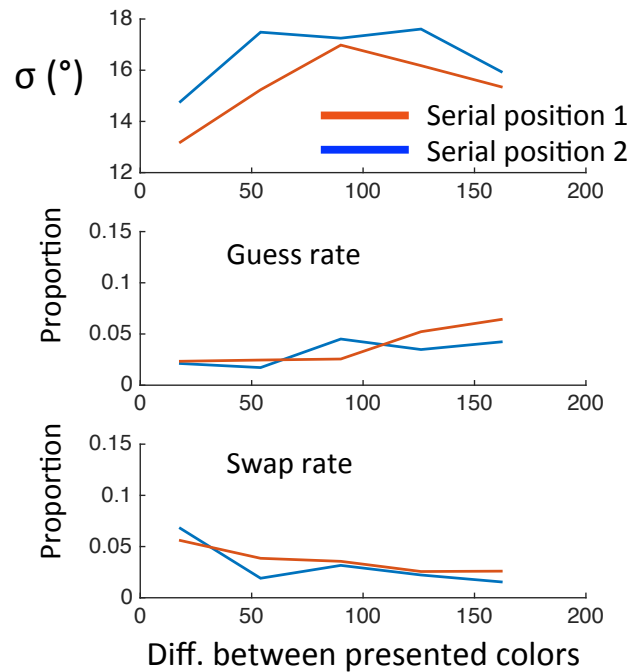 18
16
14
12
σ (°)
Serial position 1
Serial position 2
0 50 100 150 200
0.15
0.1
0.05
0
Proportion
Guess rate
0 50 100 150 200
0.15
0.1
0.05
0
Proportion
Swap rate
0 50 100 150 200
Diff. between presented colors